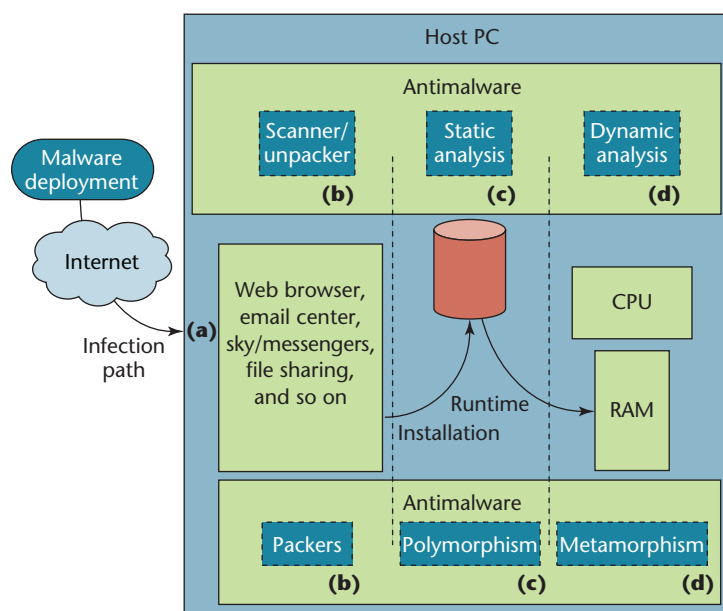 Host PC
Antimalware
Scanner/
unpacker
(b)
Static
analysis
(c)
Dynamic
analysis
(d)
Malware
deployment
Internet
Infection
path
(a)
Web browser,
email center,
sky/messengers,
file sharing,
and so on
Installation
Runtime
CPU
RAM
Antimalware
Packers
(b)
Polymorphism
(c)
Metamorphism
(d)